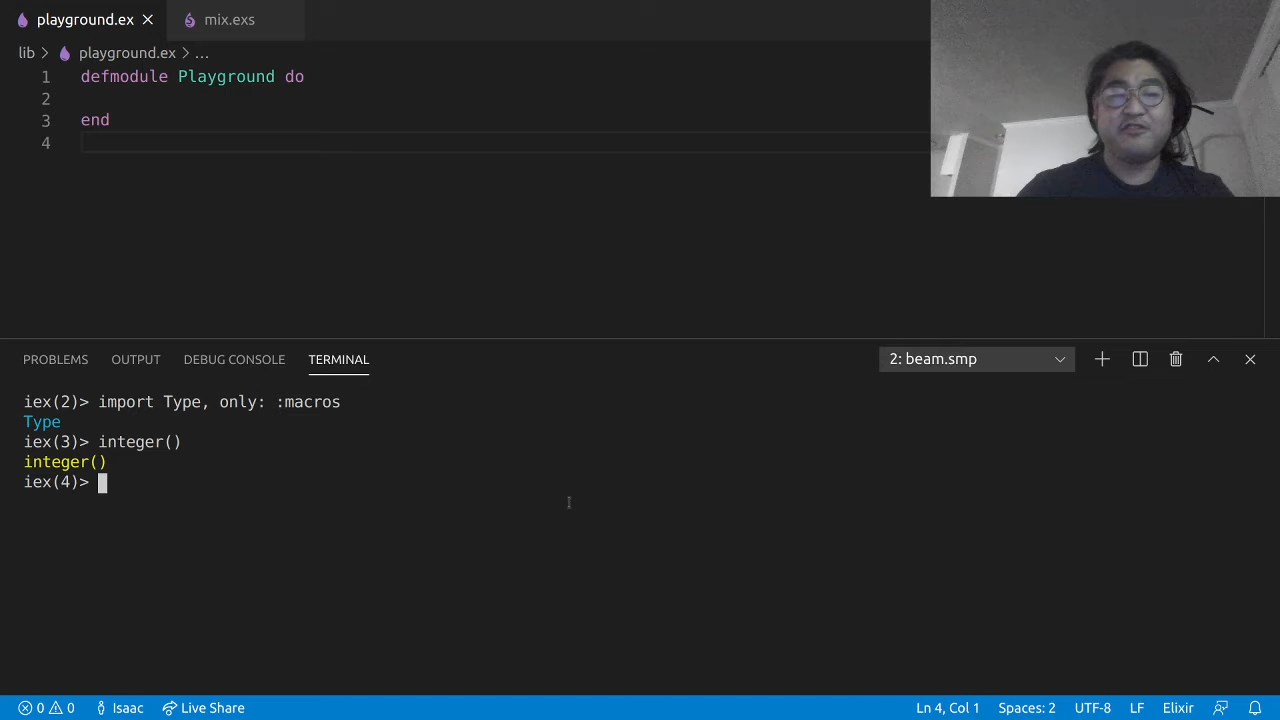 playground.ex
mix.exs
lib > playground.ex > ...
1 defmodule Playground do
2
3 end
4
PROBLEMS OUTPUT DEBUG CONSOLE TERMINAL 2: beam.smp
iex(2)> import Type, only: :macros
Type
iex(3)> integer()
integer()
iex(4)>
0 0 Isaac Live Share Ln 4, Col 1 Spaces: 2 UTF-8 LF Elixir